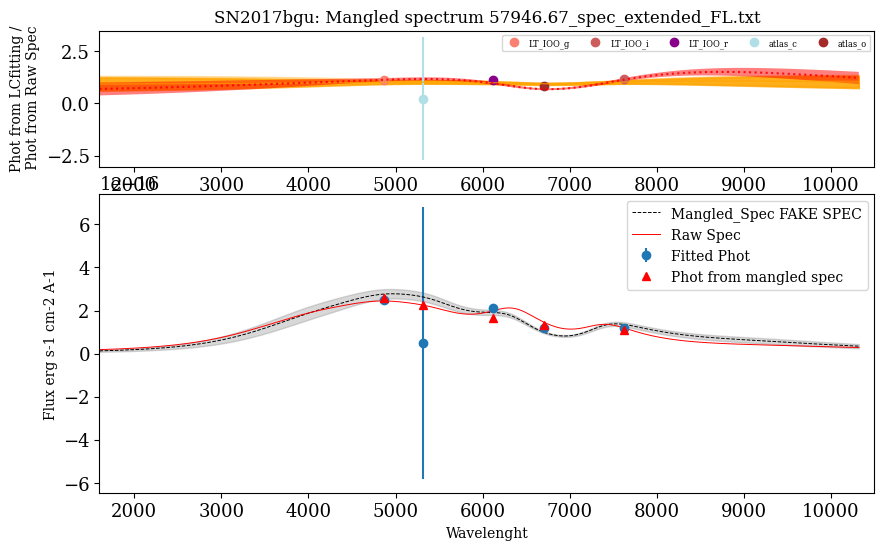 SN2017bgu: Mangled spectrum 57946.67_spec_extended_FL.txt
Phot from LCfitting /
Phot from Raw Spec
2.5
0.0
−2.5
LT_IOO_g LT_IOO_i LT_IOO_r atlas_c atlas_o
2000 3000 4000 5000 6000 7000 8000 9000 10000
1e−16
Flux erg s-1 cm-2 A-1
6
4
2
0
−2
−4
−6
Mangled_Spec FAKE SPEC
Raw Spec
Fitted Phot
Phot from mangled spec
2000 3000 4000 5000 6000 7000 8000 9000 10000
Wavelenght